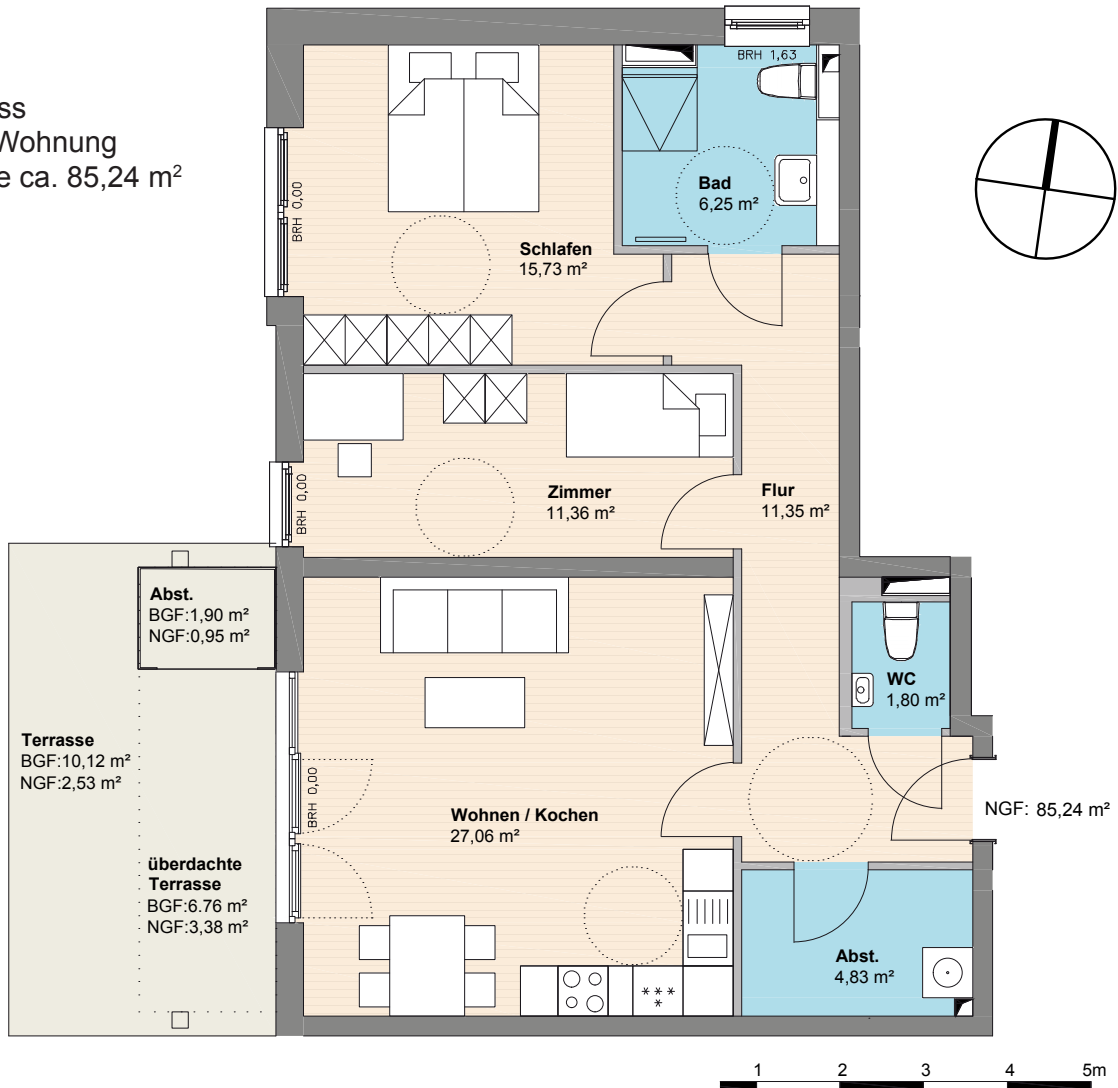 ss
Wohnung
e ca. 85,24 m²
BRH 1,63
BRH 0,00
Bad
6,25 m²
Schlafen
15,73 m²
BRH 0,00
Zimmer
11,36 m²
Flur
11,35 m²
Abst.
BGF:1,90 m²
NGF:0,95 m²
WC
1,80 m²
Terrasse
BGF:10,12 m²
NGF:2,53 m²
BRH 0,00
Wohnen / Kochen
27,06 m²
NGF: 85,24 m²
überdachte
Terrasse
BGF:6.76 m²
NGF:3,38 m²
Abst.
4,83 m²
***
*
1 2 3 4 5m